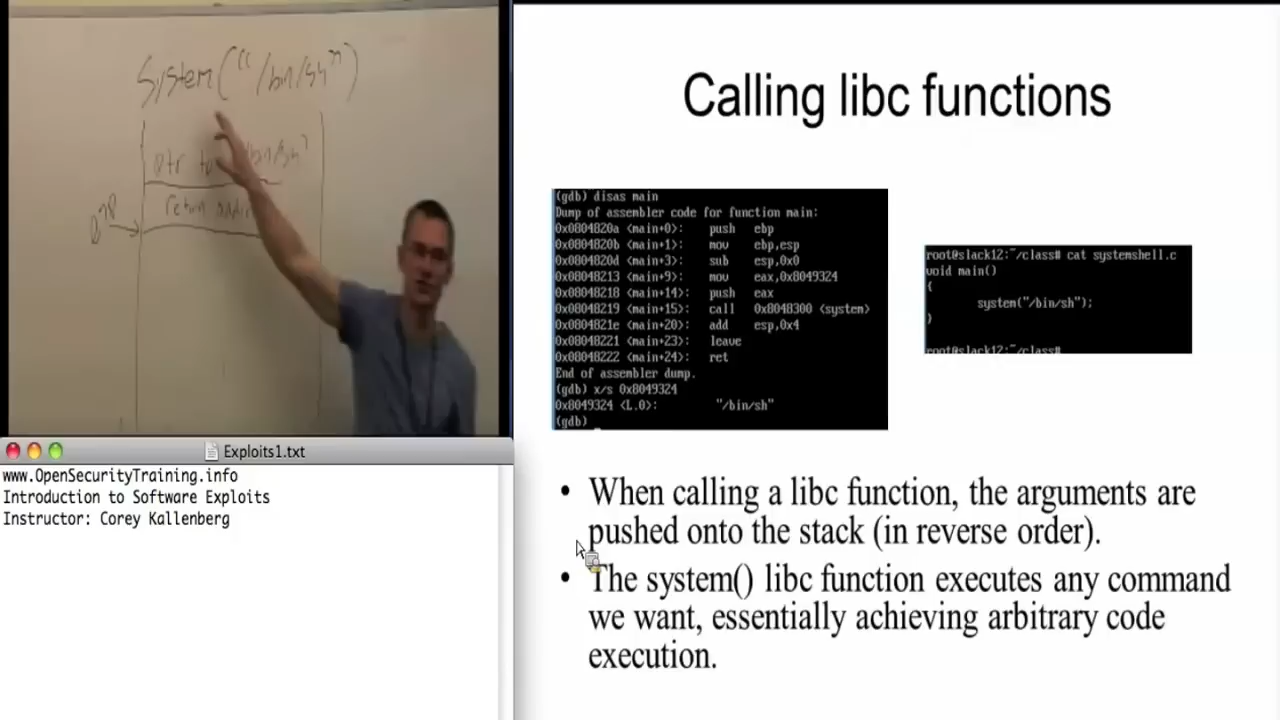 System("/bin/sh")
ptr to "/bin/sh"
return addr
esp
Exploits1.txt
www.OpenSecurityTraining.info
Introduction to Software Exploits
Instructor: Corey Kallenberg
Calling libc functions
(gdb) disas main
Dump of assembler code for function main:
0x0804820a <main+0>: push ebp
0x0804820b <main+1>: mov ebp,esp
0x0804820d <main+3>: sub esp,0x0
0x08048213 <main+9>: mov eax,0x8049324
0x08048218 <main+14>: push eax
0x08048219 <main+15>: call 0x8048300 <system>
0x0804821e <main+20>: add esp,0x4
0x08048221 <main+23>: leave
0x08048222 <main+24>: ret
End of assembler dump.
(gdb) x/s 0x8049324
0x8049324 <L.0>: "/bin/sh"
(gdb)
root@slack12:~/class# cat systemshell.c
void main()
{
system("/bin/sh");
}
root@slack12:~/class#
• When calling a libc function, the arguments are
pushed onto the stack (in reverse order).
• The system() libc function executes any command
we want, essentially achieving arbitrary code
execution.